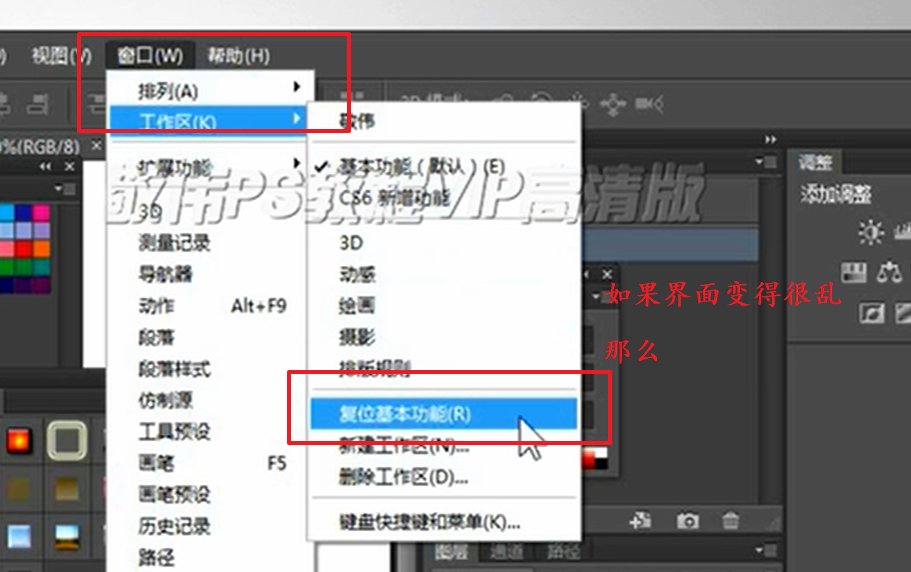 视图(V) 窗口(W) 帮助(H)
排列(A)
工作区(K)
扩展功能
3D
测量记录
导航器
动作 Alt+F9
段落
段落样式
仿制源
工具预设
画笔 F5
画笔预设
历史记录
路径
敬伟
✓ 基本功能（默认）(E)
CS6 新增功能
3D
动感
绘画
摄影
排版规则
复位基本功能(R)
新建工作区(N)...
删除工作区(D)...
键盘快捷键和菜单(K)...
敬伟PS教程VIP高清版
%(RGB/8) ×
调整
添加调整
如果界面变得很乱
那么
图层 通道 路径